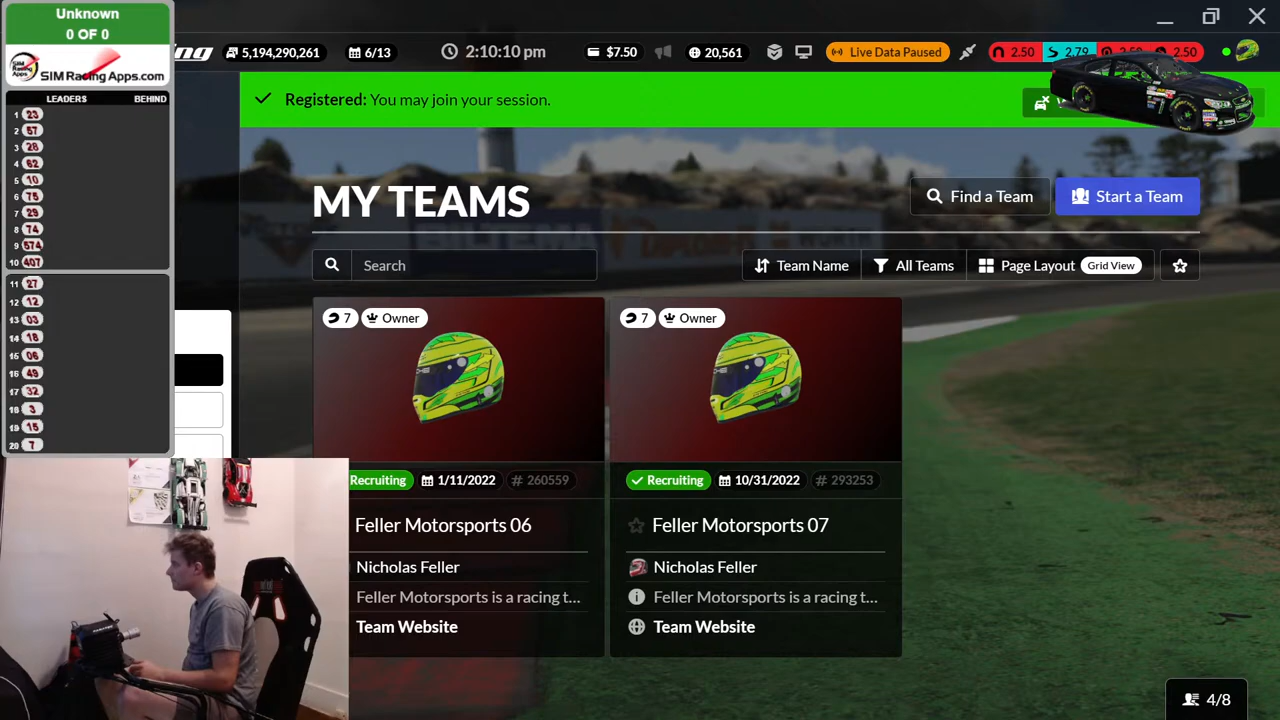 Unknown
0 OF 0
SIM Racing Apps.com
LEADERS BEHIND
1 23
2 57
3 28
4 62
5 10
6 75
7 29
8 74
9 574
10 407
11 27
12 12
13 03
14 18
15 06
16 49
17 32
18 3
19 15
20 7
5,194,290,261 6/13 2:10:10 pm $7.50 20,561 Live Data Paused 2.50 2.79 2.50
Registered: You may join your session.
MY TEAMS
Find a Team Start a Team
Search Team Name All Teams Page Layout Grid View
7 Owner 7 Owner
Recruiting 1/11/2022 # 260559 Recruiting 10/31/2022 # 293253
Feller Motorsports 06 Feller Motorsports 07
Nicholas Feller Nicholas Feller
Feller Motorsports is a racing t... Feller Motorsports is a racing t...
Team Website Team Website
4/8